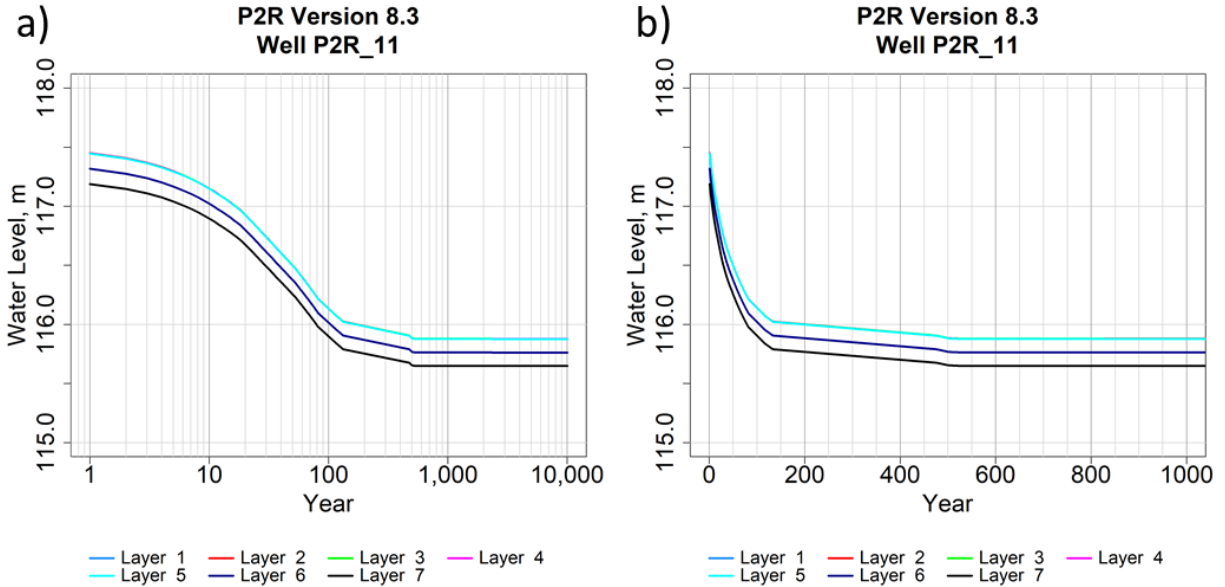 a)
P2R Version 8.3
Well P2R_11
Water Level, m
118.0
117.0
116.0
115.0
1 10 100 1,000 10,000
Year
Layer 1 Layer 2 Layer 3 Layer 4
Layer 5 Layer 6 Layer 7
b)
P2R Version 8.3
Well P2R_11
Water Level, m
118.0
117.0
116.0
115.0
0 200 400 600 800 1000
Year
Layer 1 Layer 2 Layer 3 Layer 4
Layer 5 Layer 6 Layer 7